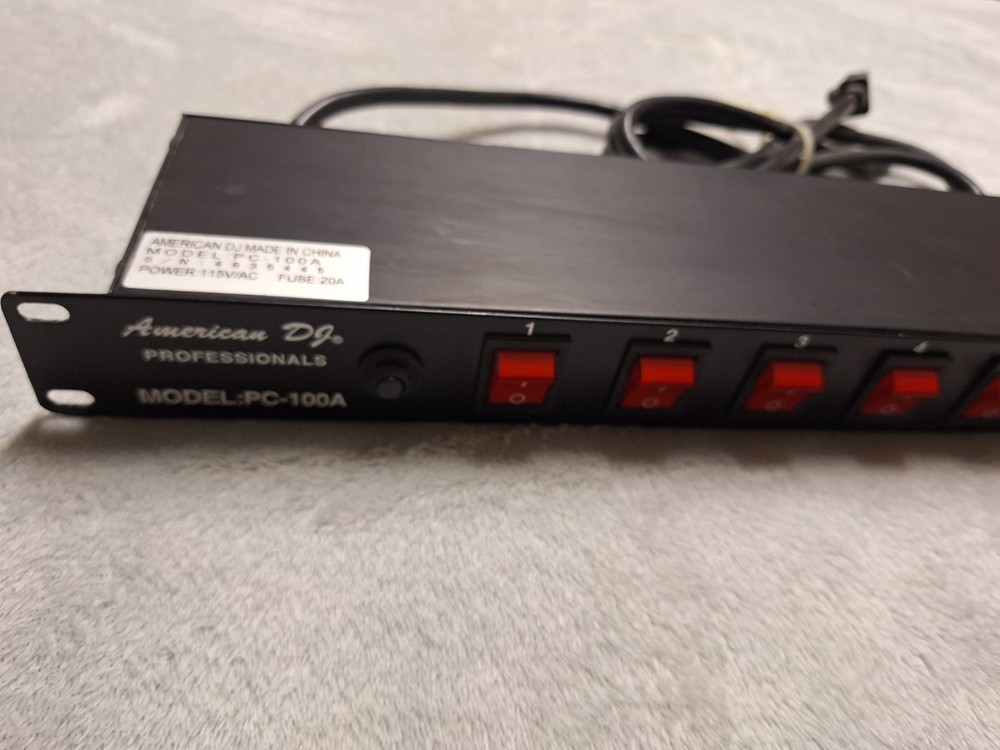 AMERICAN DJ MADE IN CHINA
MODEL:PC-100A
S/N:
POWER:115V/AC FUSE:20A
American DJ®
PROFESSIONALS
MODEL:PC-100A
1 2 3 4